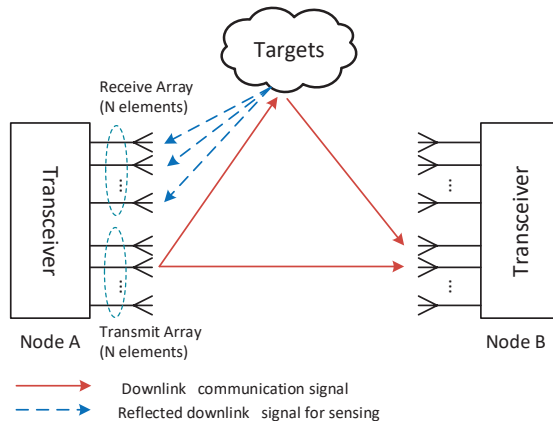 Targets
Receive Array
(N elements)
Transceiver
...
...
Transceiver
...
...
Node A
Transmit Array
(N elements)
Node B
Downlink communication signal
Reflected downlink signal for sensing